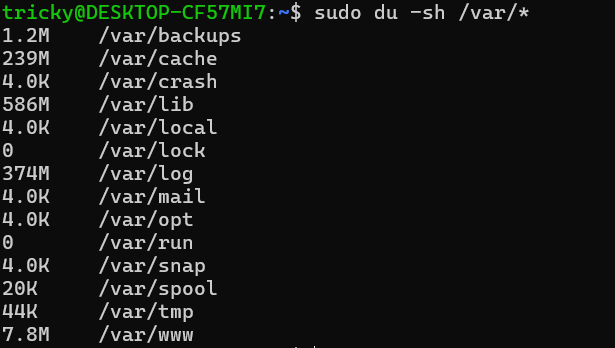 tricky@DESKTOP-CF57MI7:~$ sudo du -sh /var/*
1.2M    /var/backups
239M    /var/cache
4.0K    /var/crash
586M    /var/lib
4.0K    /var/local
0       /var/lock
374M    /var/log
4.0K    /var/mail
4.0K    /var/opt
0       /var/run
4.0K    /var/snap
20K     /var/spool
44K     /var/tmp
7.8M    /var/www